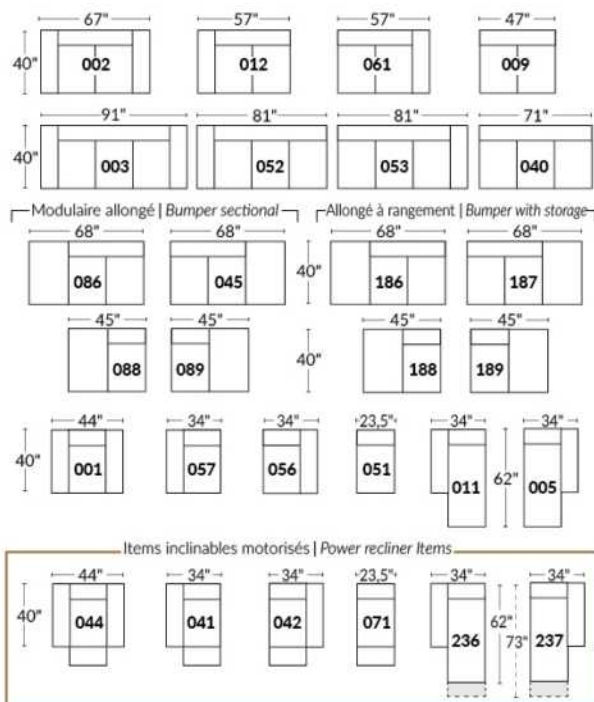 67" 57" 57" 47"
40" 002 012 061 009
91" 81" 81" 71"
40" 003 052 053 040
Modulaire allongé | Bumper sectional Allongé à rangement | Bumper with storage
68" 68" 68" 68"
086 045 40" 186 187
45" 45" 45" 45"
088 089 40" 188 189
44" 34" 34" 23,5" 34" 34"
40" 001 057 056 051 011 62" 005
Items inclinables motorisés | Power recliner Items
44" 34" 34" 23,5" 34" 34"
40" 044 041 042 071 236 62" 73" 237